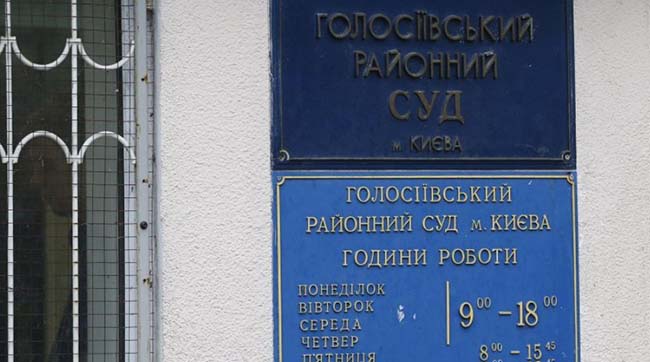 ГОЛОСІЇВСЬКИЙ
РАЙОННИЙ
СУД
м. КИЄВА
ГОЛОСІЇВСЬКИЙ
РАЙОННИЙ СУД м. КИЄВА
ГОДИНИ РОБОТИ
ПОНЕДІЛОК
ВІВТОРОК
СЕРЕДА
ЧЕТВЕР
9⁰⁰ - 18⁰⁰
П'ЯТНИЦЯ 8⁰⁰ - 15⁴⁵